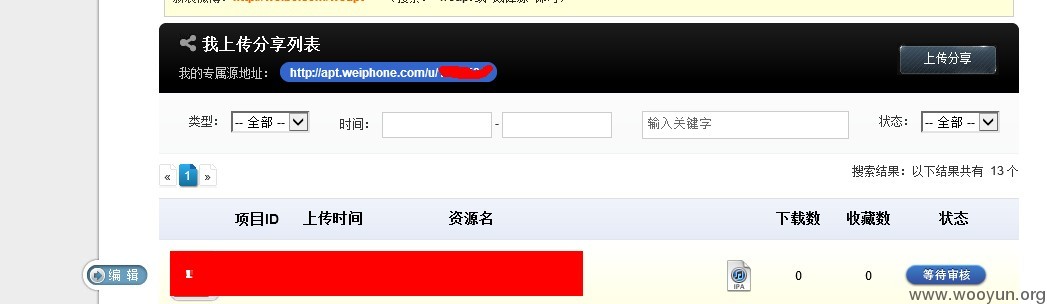 我上传分享列表
我的专属源地址： http://apt.weiphone.com/u/
上传分享
类型： -- 全部 -- 时间： - 输入关键字 状态： -- 全部 --
« 1 » 搜索结果：以下结果共有 13 个
项目ID 上传时间 资源名 下载数 收藏数 状态
编 辑 IPA 0 0 等待审核
www.wooyun.org